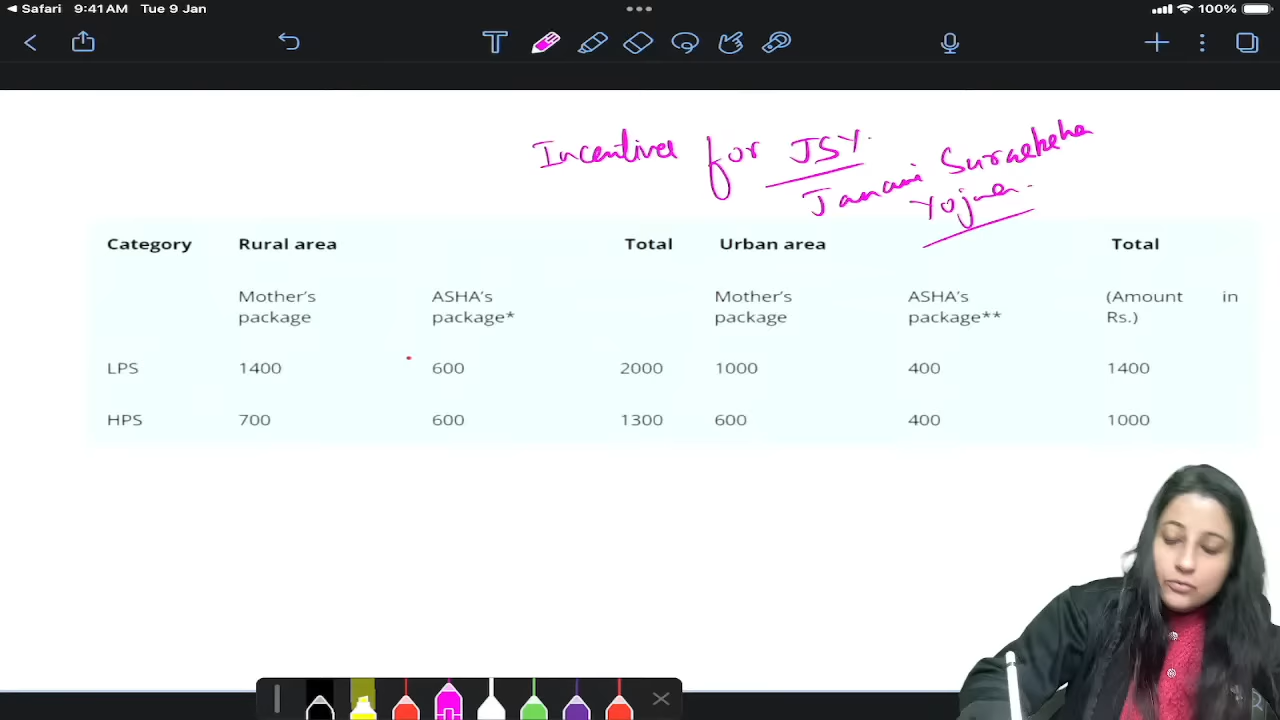 Safari 9:41 AM Tue 9 Jan
100%
Incentives for JSY
Janani Suraksha
Yojna
Category Rural area Total Urban area Total
Mother's package ASHA's package* Mother's package ASHA's package** (Amount in Rs.)
LPS 1400 600 2000 1000 400 1400
HPS 700 600 1300 600 400 1000